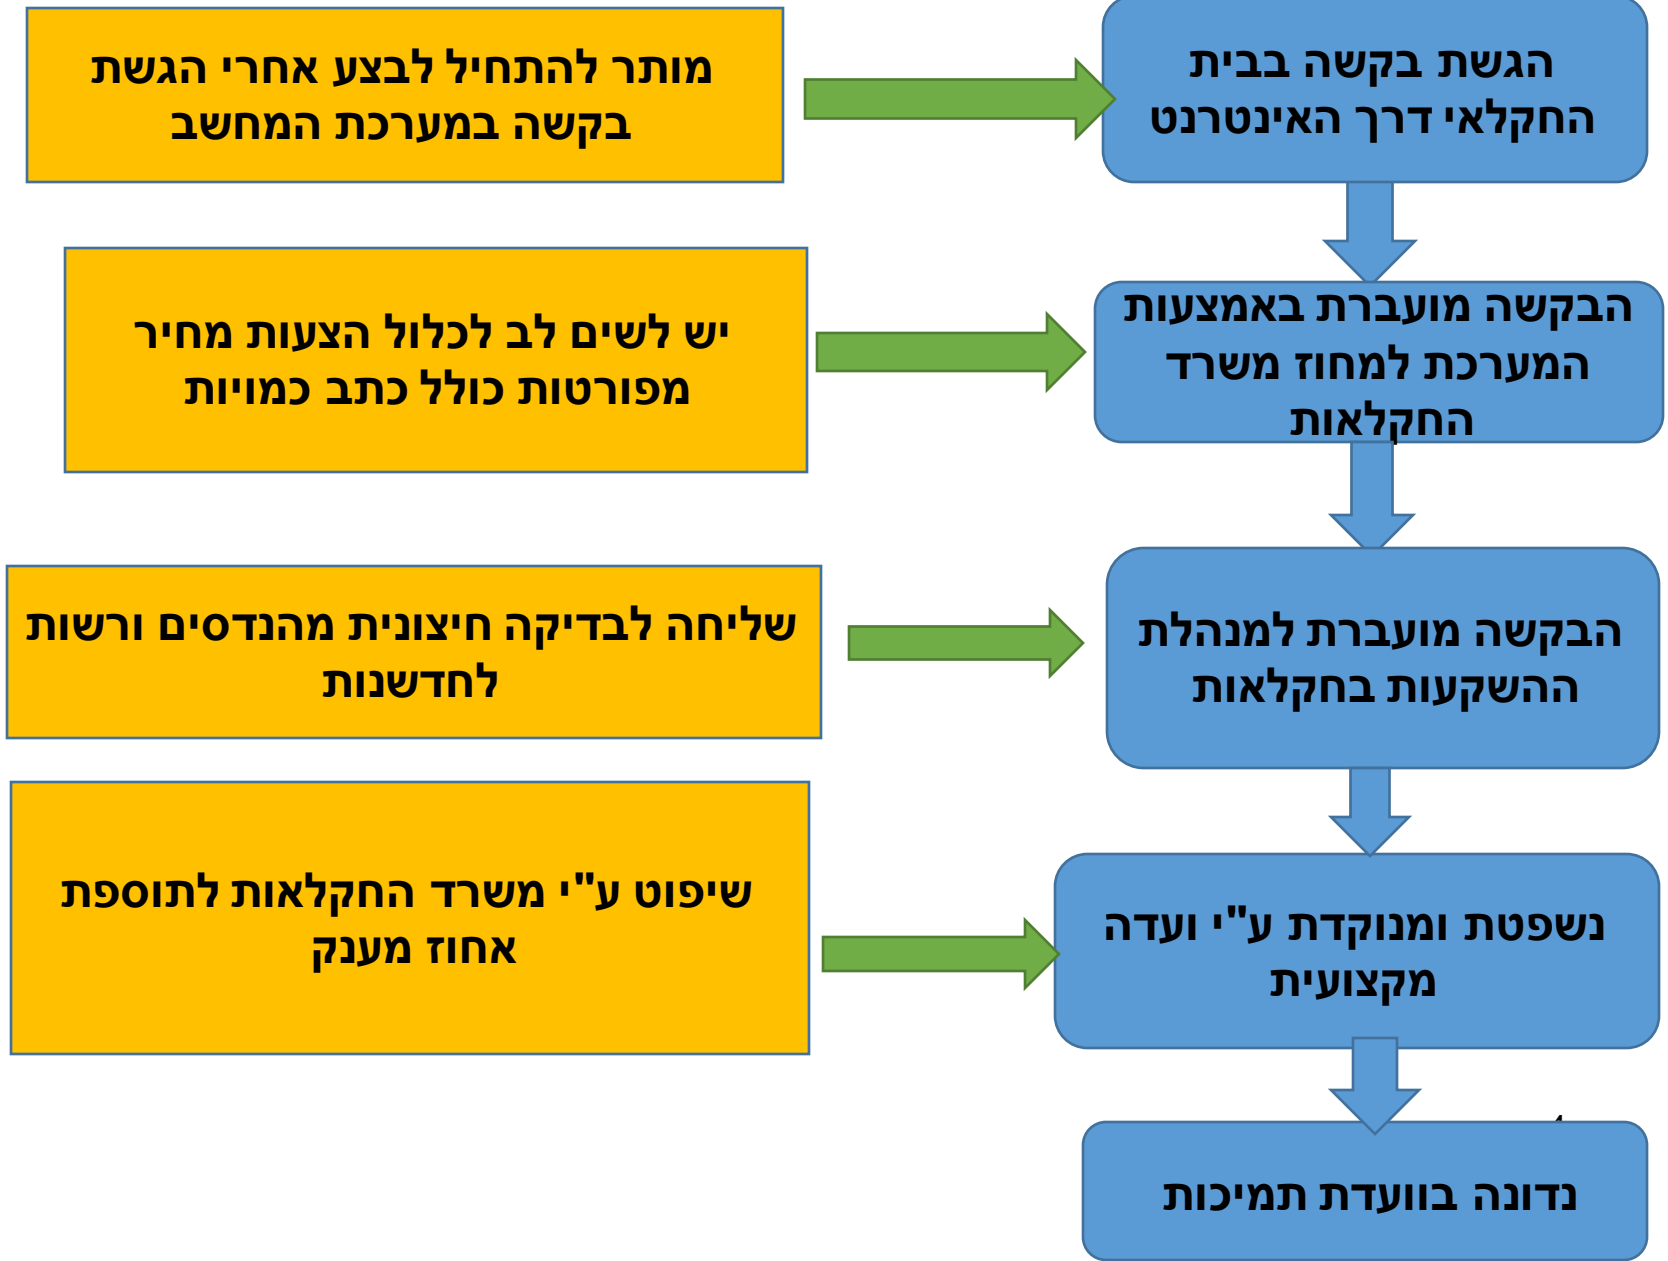 הגשת בקשה בבית
החקלאי דרך האינטרנט
מותר להתחיל לבצע אחרי הגשת
בקשה במערכת המחשב
הבקשה מועברת באמצעות
המערכת למחוז משרד
החקלאות
יש לשים לב לכלול הצעות מחיר
מפורטות כולל כתב כמויות
הבקשה מועברת למנהלת
ההשקעות בחקלאות
שליחה לבדיקה חיצונית מהנדסים ורשות
לחדשנות
נשפטת ומנוקדת ע"י ועדה
מקצועית
שיפוט ע"י משרד החקלאות לתוספת
אחוז מענק
נדונה בוועדת תמיכות